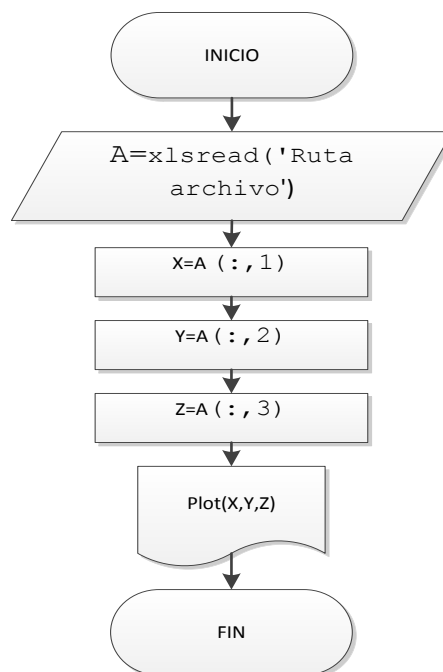 INICIO
A=xlsread('Ruta
archivo')
X=A(:,1)
Y=A(:,2)
Z=A(:,3)
Plot(X,Y,Z)
FIN